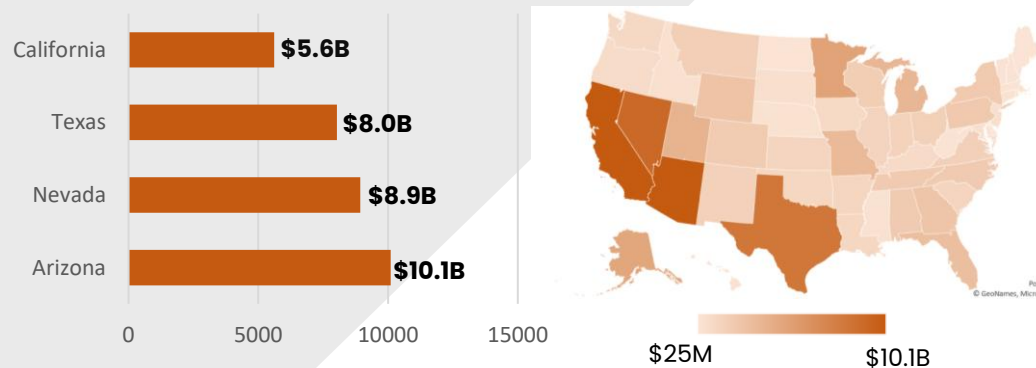 California
$5.6B
Texas
$8.0B
Nevada
$8.9B
Arizona
$10.1B
0 5000 10000 15000
© GeoNames, Micr
$25M
$10.1B